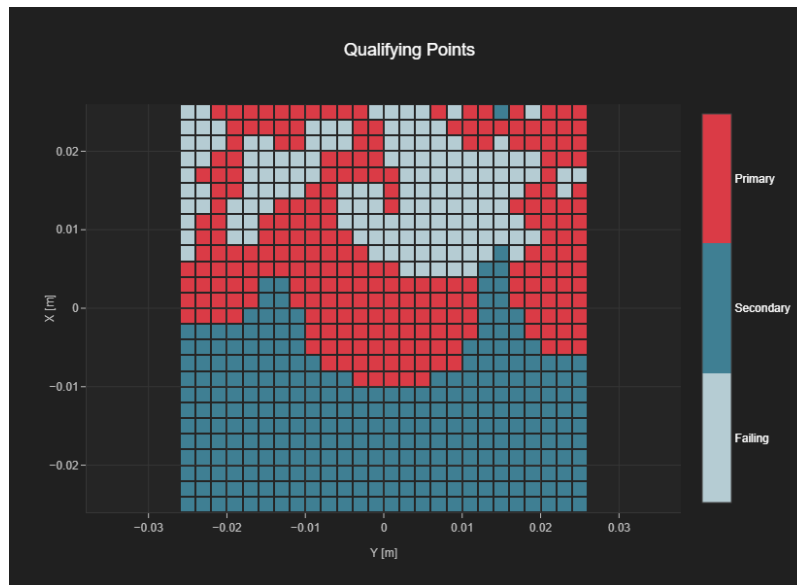 Qualifying Points
0.02
0.01
0
−0.01
−0.02
X [m]
−0.03
−0.02
−0.01
0
0.01
0.02
0.03
Y [m]
Primary
Secondary
Failing